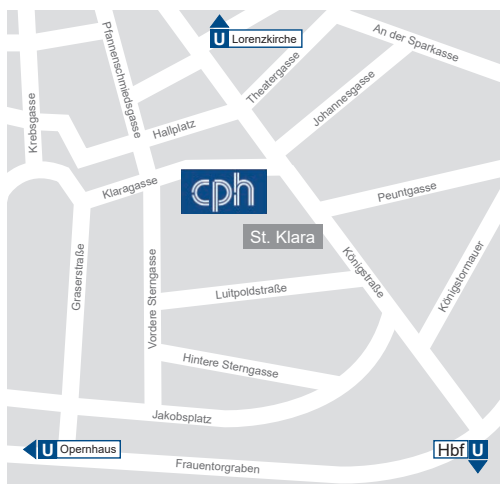 U Lorenzkirche
An der Sparkasse
Pfannenschmiedsgasse
Theatergasse
Johannesgasse
Krebsgasse
Hallplatz
Klaragasse
cph
Peuntgasse
St. Klara
Königstraße
Königstormauer
Graserstraße
Vordere Sterngasse
Luitpoldstraße
Hintere Sterngasse
Jakobsplatz
U Opernhaus
Hbf U
Frauentorgraben